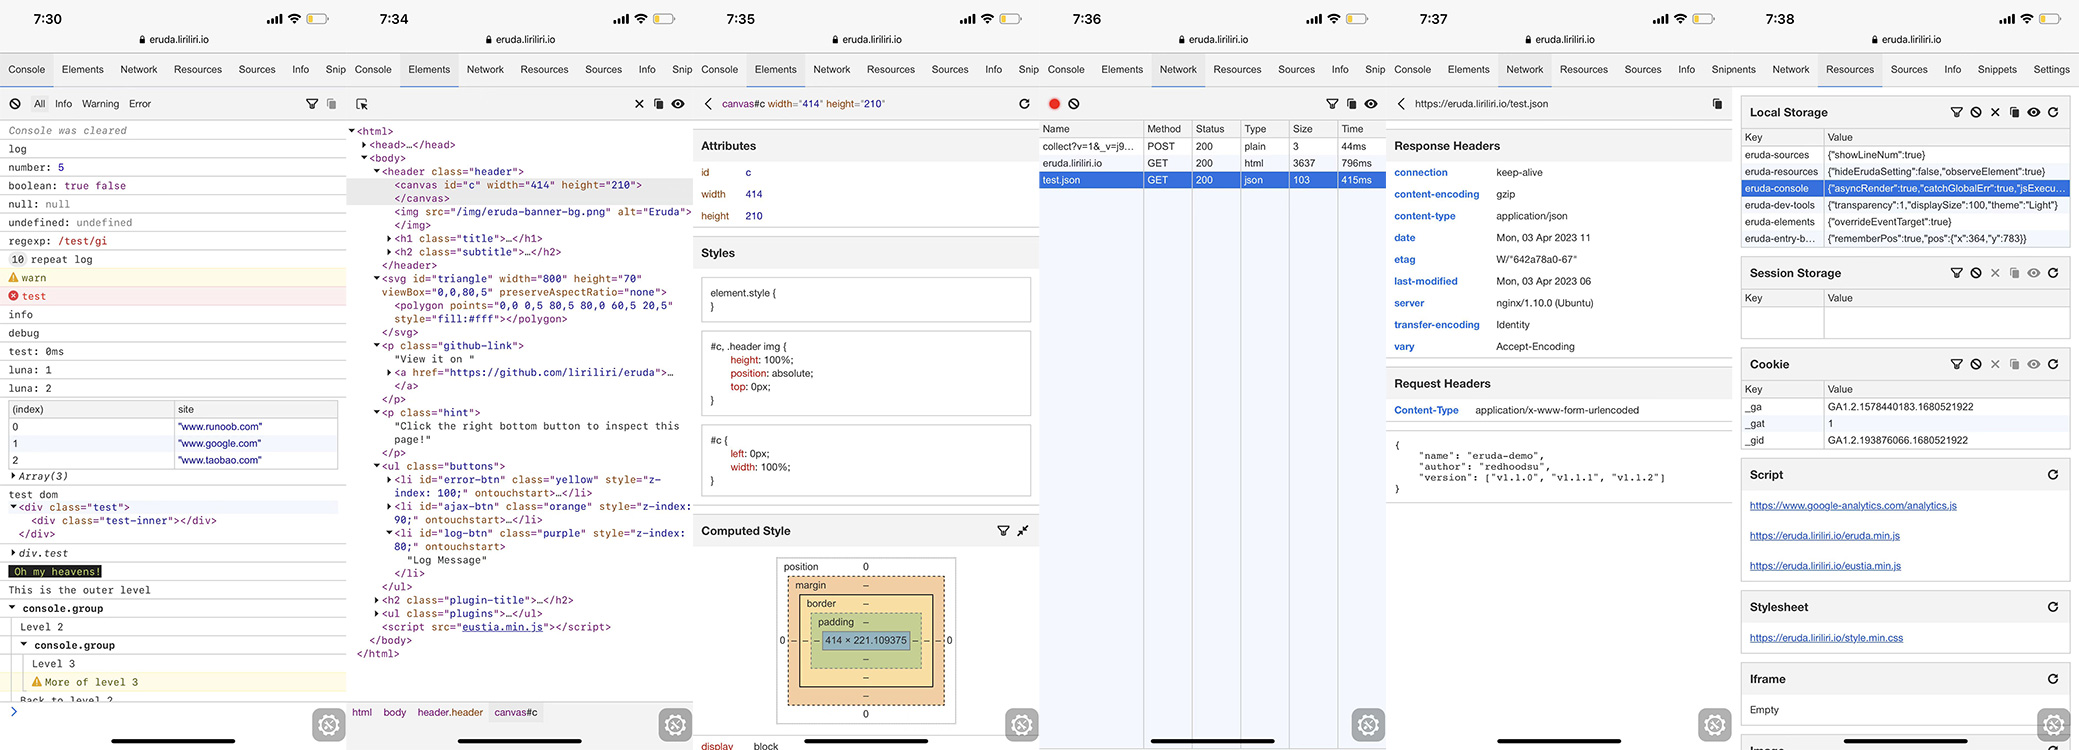 7:30
eruda.liriliri.io
Console Elements Network Resources Sources Info Snip
All Info Warning Error
Console was cleared
log
number: 5
boolean: true false
null: null
undefined: undefined
regexp: /test/gi
10 repeat log
warn
test
info
debug
test: 0ms
luna: 1
luna: 2
(index) site
0 "www.runoob.com"
1 "www.google.com"
2 "www.taobao.com"
Array(3)
test dom
<div class="test">
<div class="test-inner"></div>
</div>
div.test
Oh my heavens!
This is the outer level
console.group
Level 2
console.group
Level 3
More of level 3
Back to level 2
7:34
eruda.liriliri.io
Console Elements Network Resources Sources Info Snip
<html>
<head>…</head>
<body>
<header class="header">
<canvas id="c" width="414" height="210">
</canvas>
<img src="/img/eruda-banner-bg.png" alt="Eruda">
</img>
<h1 class="title">…</h1>
<h2 class="subtitle">…</h2>
</header>
<svg id="triangle" width="800" height="70"
viewBox="0,0,80,5" preserveAspectRatio="none">
<polygon points="0,0 0,5 80,5 80,0 60,5 20,5"
style="fill:#fff"></polygon>
</svg>
<p class="github-link">
"View it on "
<a href="https://github.com/liriliri/eruda">…
</a>
</p>
<p class="hint">
"Click the right bottom button to inspect this
page!"
</p>
<ul class="buttons">
<li id="error-btn" class="yellow" style="z-
index: 100;" ontouchstart>…</li>
<li id="ajax-btn" class="orange" style="z-index:
90;" ontouchstart>…</li>
<li id="log-btn" class="purple" style="z-index:
80;" ontouchstart>
"Log Message"
</li>
</ul>
<h2 class="plugin-title">…</h2>
<ul class="plugins">…</ul>
<script src="eustia.min.js"></script>
</body>
</html>
html body header.header canvas#c
7:35
eruda.liriliri.io
Console Elements Network Resources Sources Info Snip
canvas#c width="414" height="210"
Attributes
id c
width 414
height 210
Styles
element.style {
}
#c, .header img {
height: 100%;
position: absolute;
top: 0px;
}
#c {
left: 0px;
width: 100%;
}
Computed Style
position 0
margin –
border –
padding –
0 – – – 414 × 221.109375 – – – 0
–
–
–
0
display block
7:36
eruda.liriliri.io
Console Elements Network Resources Sources Info Snip
Name Method Status Type Size Time
collect?v=1&_v=j9... POST 200 plain 3 44ms
eruda.liriliri.io GET 200 html 3637 796ms
test.json GET 200 json 103 415ms
7:37
eruda.liriliri.io
Console Elements Network Resources Sources Info Snip
https://eruda.liriliri.io/test.json
Response Headers
connection keep-alive
content-encoding gzip
content-type application/json
date Mon, 03 Apr 2023 11
etag W/"642a78a0-67"
last-modified Mon, 03 Apr 2023 06
server nginx/1.10.0 (Ubuntu)
transfer-encoding Identity
vary Accept-Encoding
Request Headers
Content-Type application/x-www-form-urlencoded
{
"name": "eruda-demo",
"author": "redhoodsu",
"version": ["v1.1.0", "v1.1.1", "v1.1.2"]
}
7:38
eruda.liriliri.io
nents Network Resources Sources Info Snippets Settings
Local Storage
Key Value
eruda-sources {"showLineNum":true}
eruda-resources {"hideErudaSetting":false,"observeElement":true}
eruda-console {"asyncRender":true,"catchGlobalErr":true,"jsExecu...
eruda-dev-tools {"transparency":1,"displaySize":100,"theme":"Light"}
eruda-elements {"overrideEventTarget":true}
eruda-entry-b... {"rememberPos":true,"pos":{"x":364,"y":783}}
Session Storage
Key Value
Cookie
Key Value
_ga GA1.2.1578440183.1680521922
_gat 1
_gid GA1.2.193876066.1680521922
Script
https://www.google-analytics.com/analytics.js
https://eruda.liriliri.io/eruda.min.js
https://eruda.liriliri.io/eustia.min.js
Stylesheet
https://eruda.liriliri.io/style.min.css
Iframe
Empty
Image